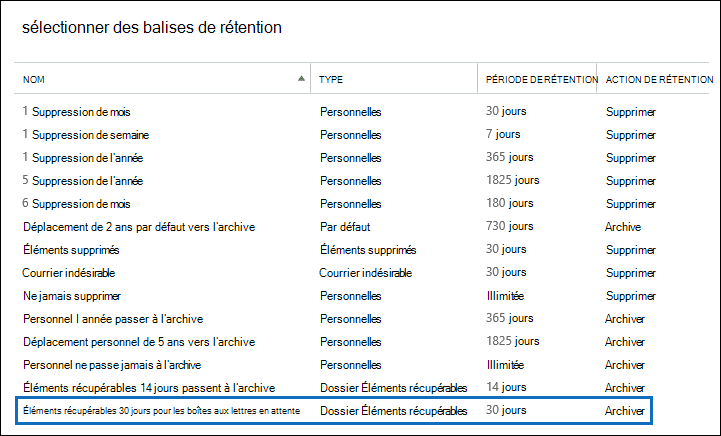 sélectionner des balises de rétention
NOM TYPE PÉRIODE DE RÉTENTION ACTION DE RÉTENTION
1 Suppression de mois Personnelles 30 jours Supprimer
1 Suppression de semaine Personnelles 7 jours Supprimer
1 Suppression de l'année Personnelles 365 jours Supprimer
5 Suppression de l'année Personnelles 1825 jours Supprimer
6 Suppression de mois Personnelles 180 jours Supprimer
Déplacement de 2 ans par défaut vers l'archive Par défaut 730 jours Archive
Éléments supprimés Éléments supprimés 30 jours Supprimer
Courrier indésirable Courrier indésirable 30 jours Supprimer
Ne jamais supprimer Personnelles Illimitée Supprimer
Personnel l année passer à l'archive Personnelles 365 jours Archiver
Déplacement personnel de 5 ans vers l'archive Personnelles 1825 jours Archiver
Personnel ne passe jamais à l'archive Personnelles Illimitée Archiver
Éléments récupérables 14 jours passent à l'archive Dossier Éléments récupérables 14 jours Archiver
Éléments récupérables 30 jours pour les boîtes aux lettres en attente Dossier Éléments récupérables 30 jours Archiver